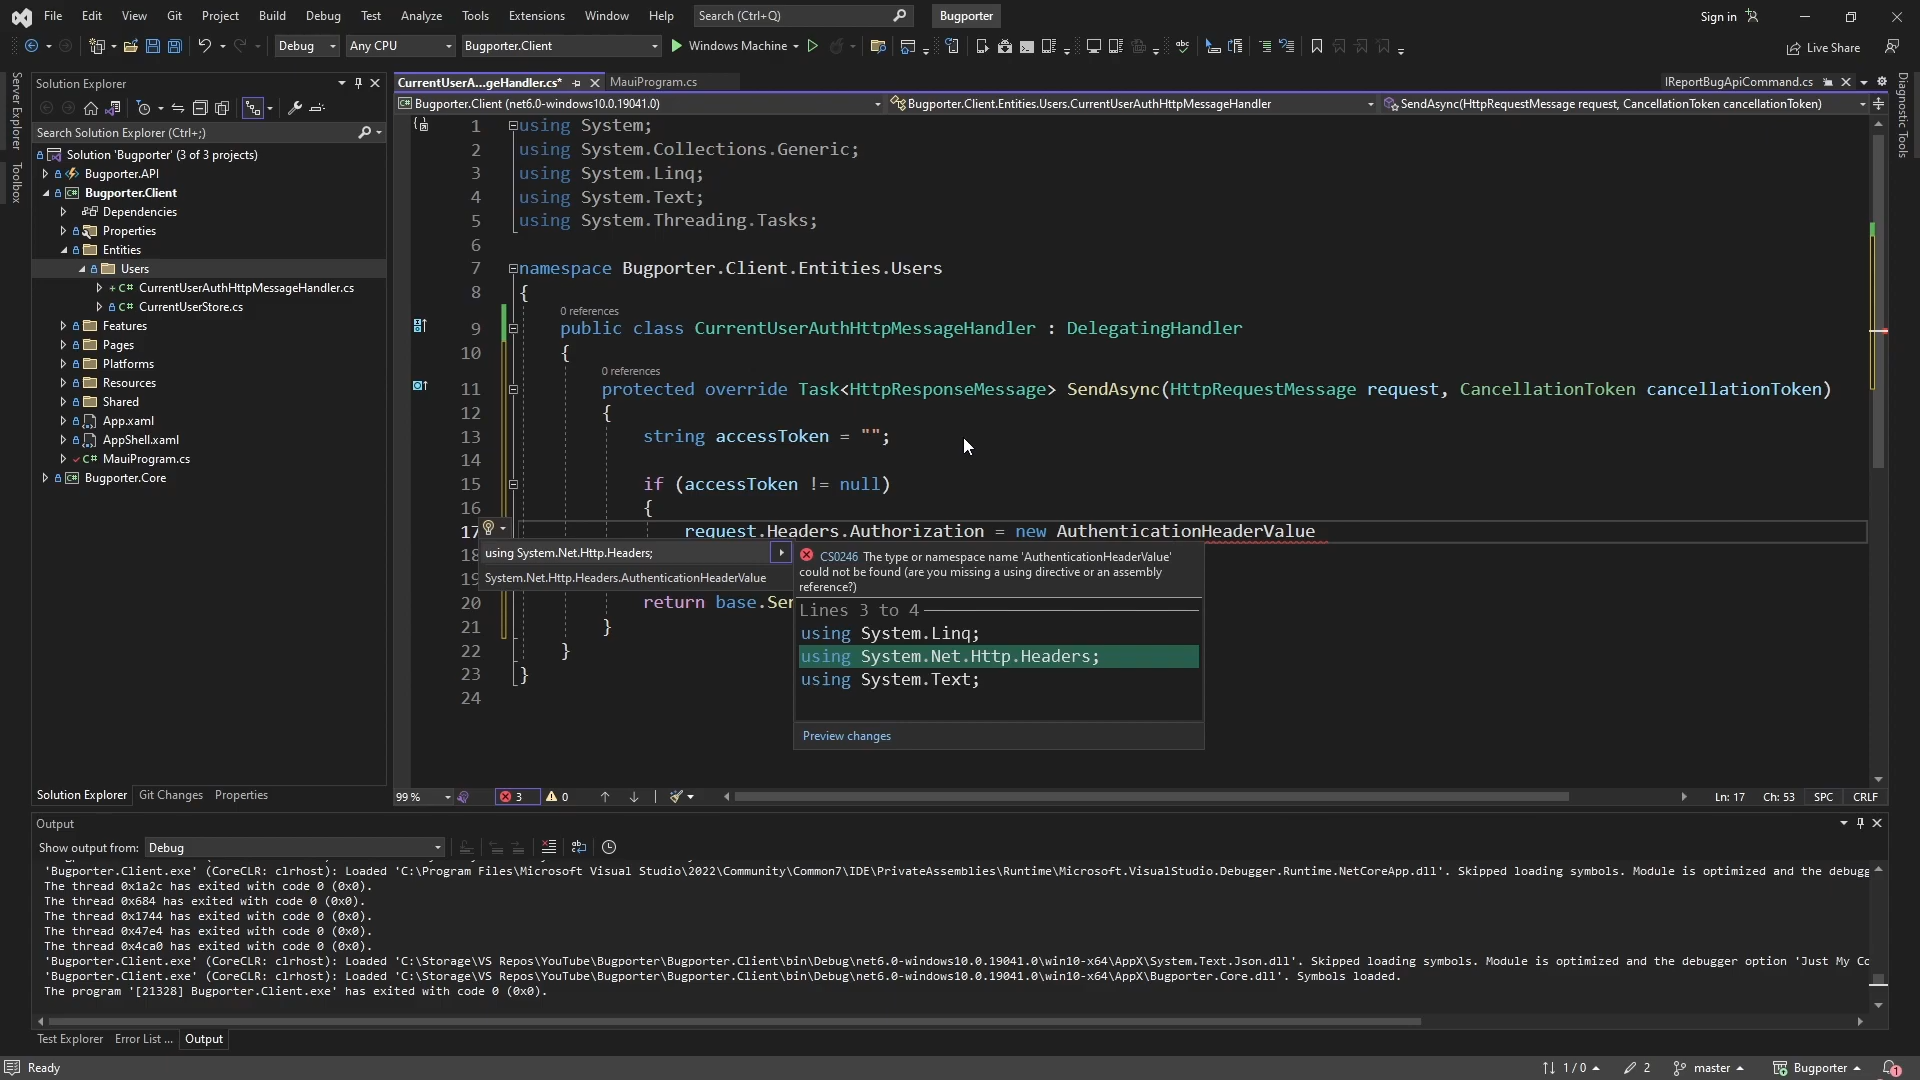 File Edit View Git Project Build Debug Test Analyze Tools Extensions Window Help Search (Ctrl+Q) Bugporter Sign in
Debug Any CPU Bugporter.Client Windows Machine Live Share
Server Explorer
Toolbox
Solution Explorer
Search Solution Explorer (Ctrl+;)
Solution 'Bugporter' (3 of 3 projects)
Bugporter.API
Bugporter.Client
Dependencies
Properties
Entities
Users
CurrentUserAuthHttpMessageHandler.cs
CurrentUserStore.cs
Features
Pages
Platforms
Resources
Shared
App.xaml
AppShell.xaml
MauiProgram.cs
Bugporter.Core
Solution Explorer Git Changes Properties
CurrentUserA...geHandler.cs* MauiProgram.cs IReportBugApiCommand.cs
Bugporter.Client (net6.0-windows10.0.19041.0) Bugporter.Client.Entities.Users.CurrentUserAuthHttpMessageHandler SendAsync(HttpRequestMessage request, CancellationToken cancellationToken)
Diagnostic Tools
1 using System;
2 using System.Collections.Generic;
3 using System.Linq;
4 using System.Text;
5 using System.Threading.Tasks;
6
7 namespace Bugporter.Client.Entities.Users
8 {
0 references
9 public class CurrentUserAuthHttpMessageHandler : DelegatingHandler
10 {
0 references
11 protected override Task<HttpResponseMessage> SendAsync(HttpRequestMessage request, CancellationToken cancellationToken)
12 {
13 string accessToken = "";
14
15 if (accessToken != null)
16 {
17 request.Headers.Authorization = new AuthenticationHeaderValue
18
19
20 return base.Ser
21 }
22 }
23 }
24
using System.Net.Http.Headers;
System.Net.Http.Headers.AuthenticationHeaderValue
CS0246 The type or namespace name 'AuthenticationHeaderValue'
could not be found (are you missing a using directive or an assembly
reference?)
Lines 3 to 4
using System.Linq;
using System.Net.Http.Headers;
using System.Text;
Preview changes
99 % 3 0 Ln: 17 Ch: 53 SPC CRLF
Output
Show output from: Debug
'Bugporter.Client.exe' (CoreCLR: clrhost): Loaded 'C:\Program Files\Microsoft Visual Studio\2022\Community\Common7\IDE\PrivateAssemblies\Runtime\Microsoft.VisualStudio.Debugger.Runtime.NetCoreApp.dll'. Skipped loading symbols. Module is optimized and the debugg
The thread 0x1a2c has exited with code 0 (0x0).
The thread 0x684 has exited with code 0 (0x0).
The thread 0x1744 has exited with code 0 (0x0).
The thread 0x47e4 has exited with code 0 (0x0).
The thread 0x4ca0 has exited with code 0 (0x0).
'Bugporter.Client.exe' (CoreCLR: clrhost): Loaded 'C:\Storage\VS Repos\YouTube\Bugporter\Bugporter.Client\bin\Debug\net6.0-windows10.0.19041.0\win10-x64\AppX\System.Text.Json.dll'. Skipped loading symbols. Module is optimized and the debugger option 'Just My Co
'Bugporter.Client.exe' (CoreCLR: clrhost): Loaded 'C:\Storage\VS Repos\YouTube\Bugporter\Bugporter.Client\bin\Debug\net6.0-windows10.0.19041.0\win10-x64\AppX\Bugporter.Core.dll'. Symbols loaded.
The program '[21328] Bugporter.Client.exe' has exited with code 0 (0x0).
Test Explorer Error List ... Output
Ready 1 / 0 2 master Bugporter 1